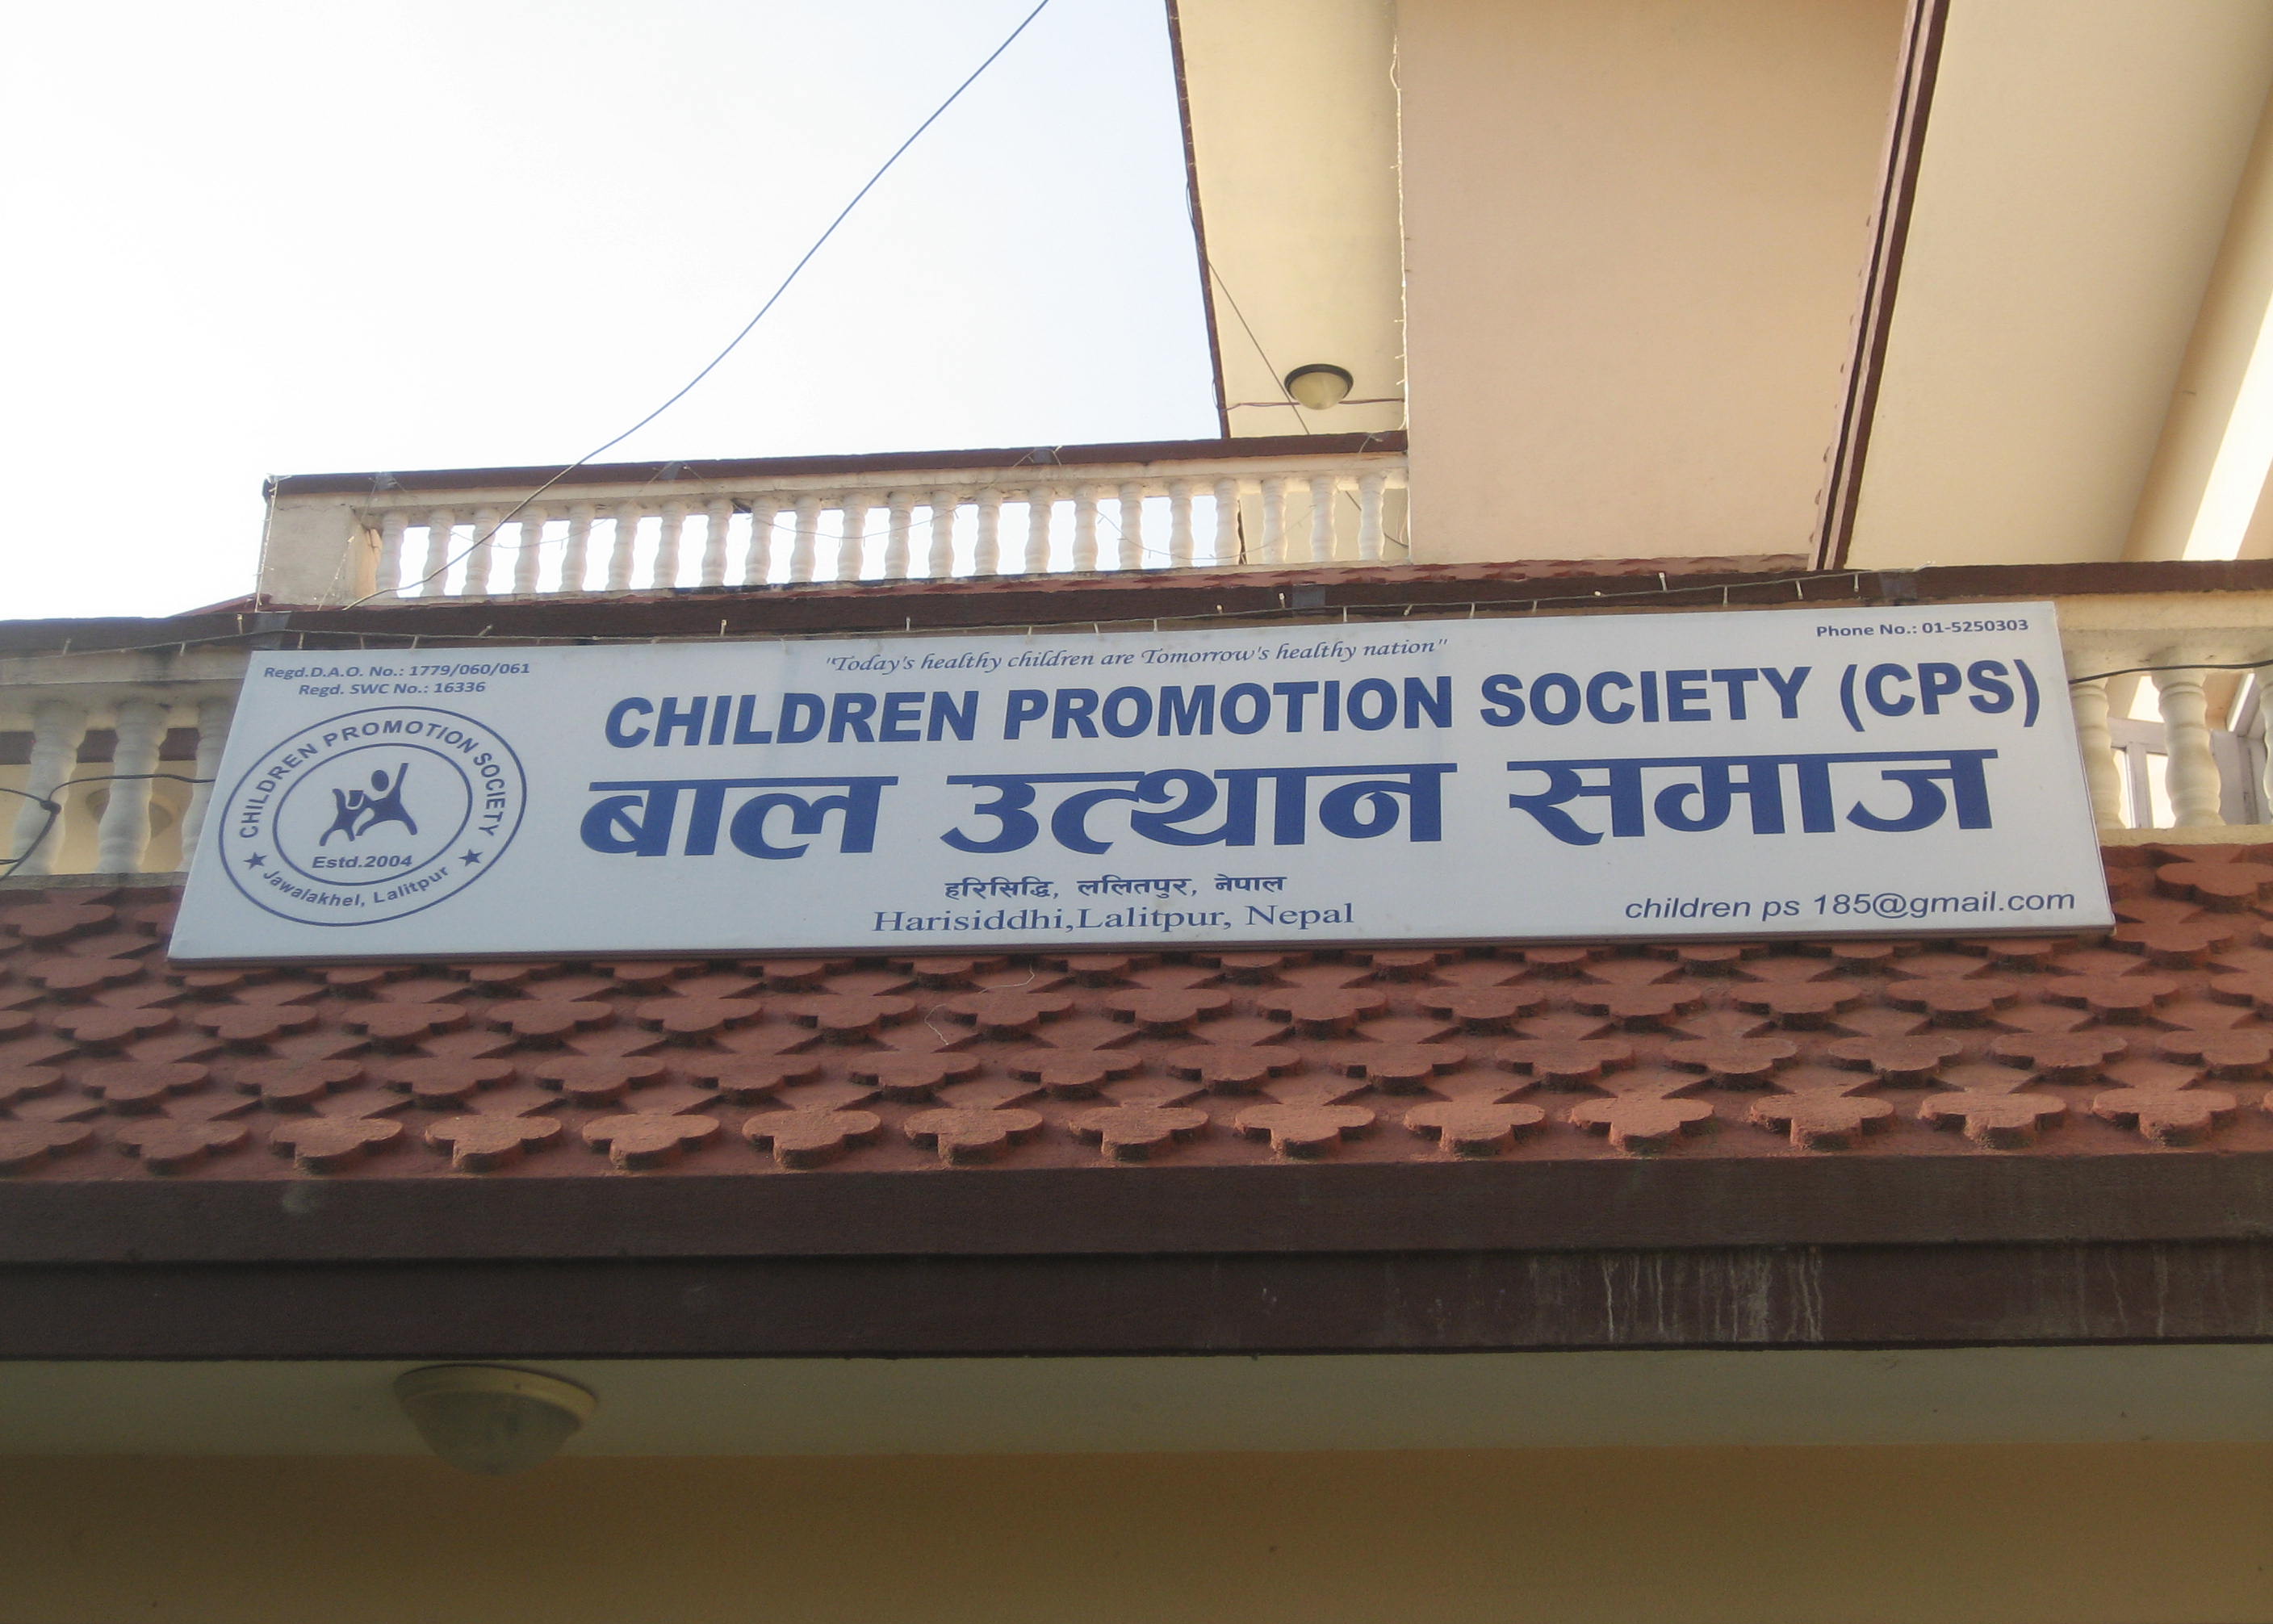 Regd.D.A.O. No.: 1779/060/061
Regd. SWC No.: 16336
"Today's healthy children are Tomorrow's healthy nation"
Phone No.: 01-5250303
CHILDREN PROMOTION SOCIETY (CPS)
बाल उत्थान समाज
हरिसिद्धि, ललितपुर, नेपाल
Harisiddhi,Lalitpur, Nepal
children ps 185@gmail.com
CHILDREN PROMOTION SOCIETY
Estd.2004
Jawalakhel, Lalitpur